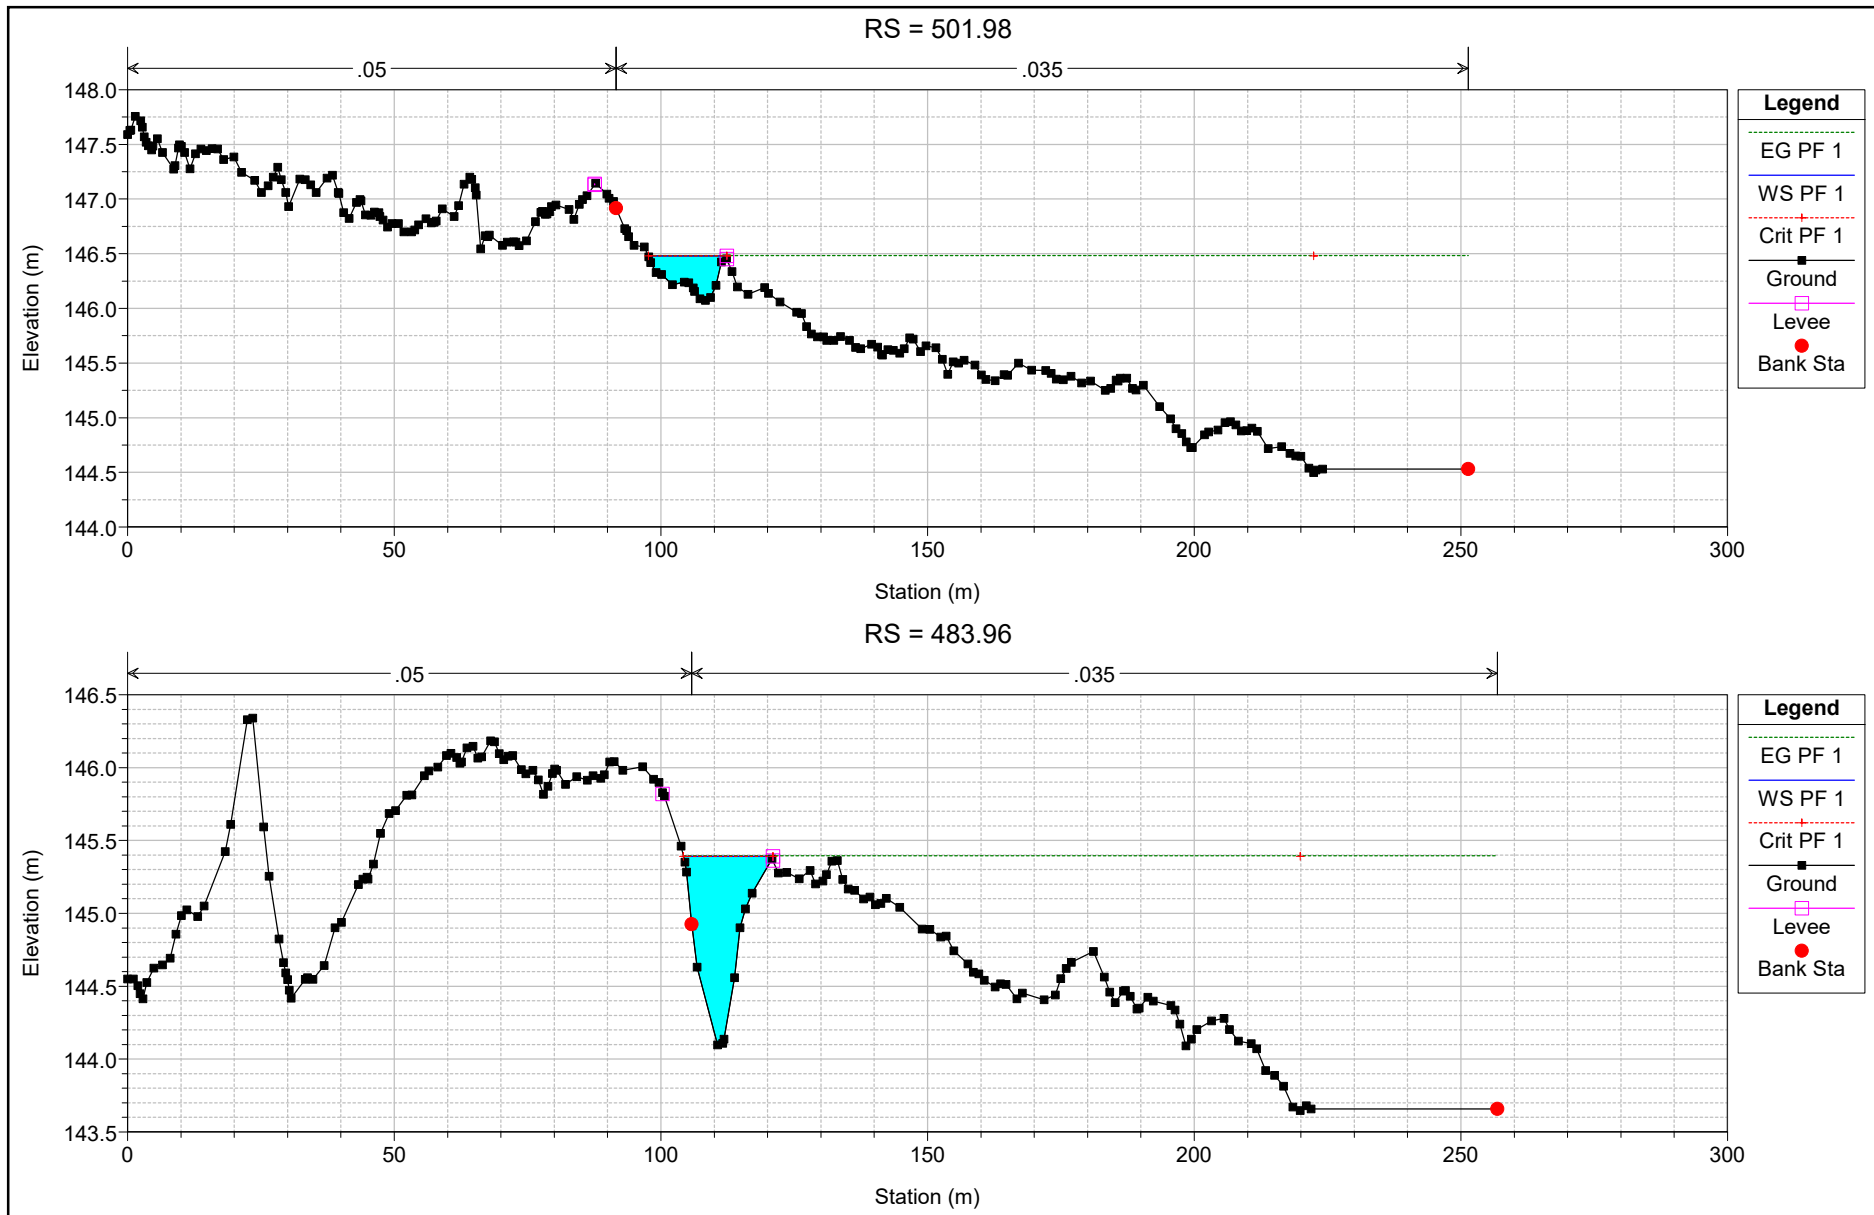 RS = 501.98
.05 .035
148.0
147.5
147.0
146.5
146.0
145.5
145.0
144.5
144.0
Elevation (m)
0 50 100 150 200 250 300
Station (m)
Legend
EG PF 1
WS PF 1
Crit PF 1
Ground
Levee
Bank Sta
RS = 483.96
.05 .035
146.5
146.0
145.5
145.0
144.5
144.0
143.5
Elevation (m)
0 50 100 150 200 250 300
Station (m)
Legend
EG PF 1
WS PF 1
Crit PF 1
Ground
Levee
Bank Sta